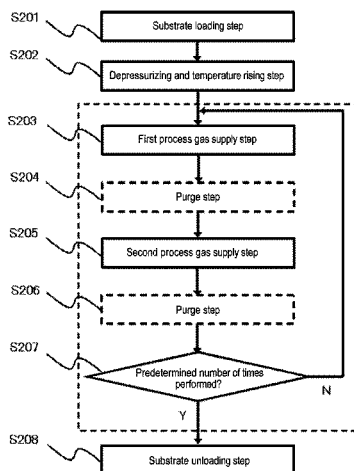 S201
Substrate loading step
S202
Depressurizing and temperature rising step
S203
First process gas supply step
S204
Purge step
S205
Second process gas supply step
S206
Purge step
S207
Predetermined number of times
performed?
N
Y
S208
Substrate unloading step